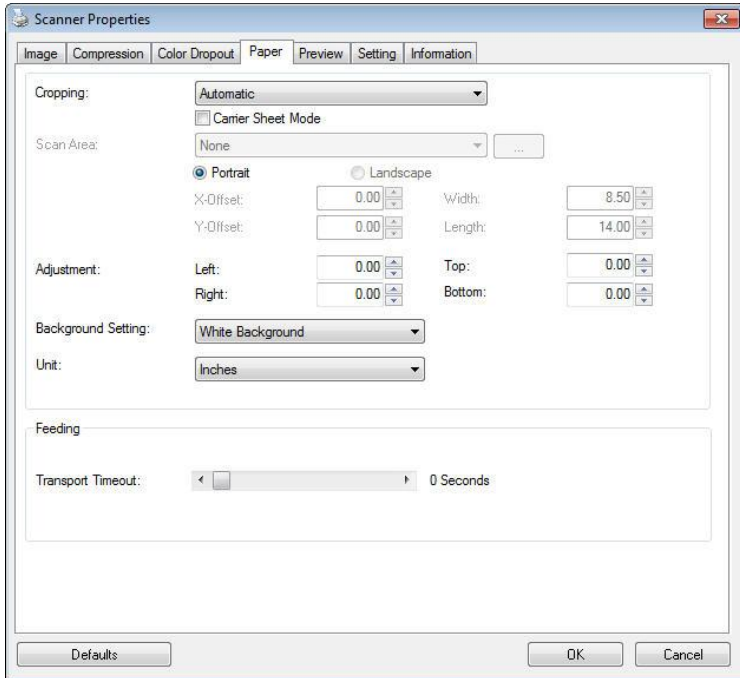 Scanner Properties
Image Compression Color Dropout Paper Preview Setting Information
Cropping: Automatic
Carrier Sheet Mode
Scan Area: None ...
Portrait Landscape
X-Offset: 0.00 Width: 8.50
Y-Offset: 0.00 Length: 14.00
Adjustment: Left: 0.00 Top: 0.00
Right: 0.00 Bottom: 0.00
Background Setting: White Background
Unit: Inches
Feeding
Transport Timeout: 0 Seconds
Defaults OK Cancel